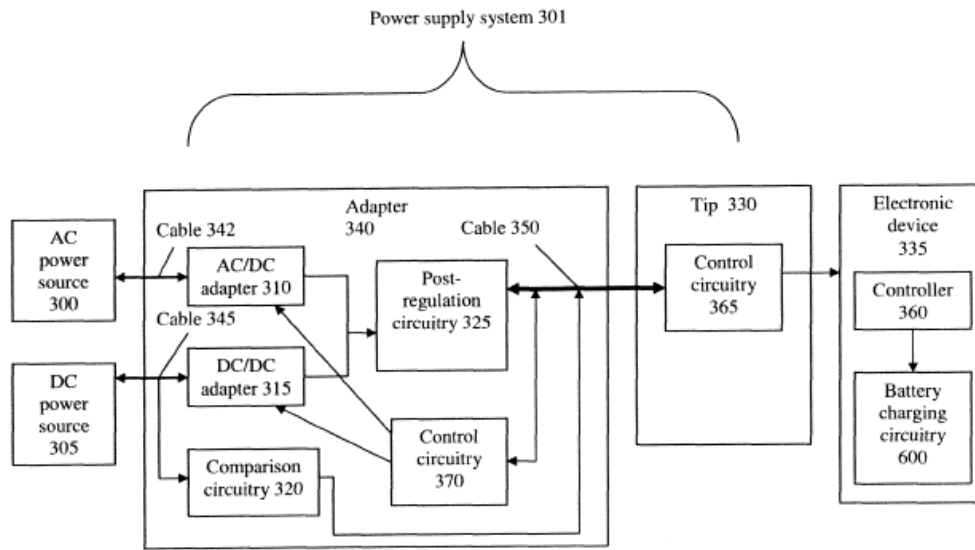 Power supply system 301
AC
power
source
300
DC
power
source
305
Cable 342
Cable 345
Adapter
340
Cable 350
AC/DC
adapter 310
DC/DC
adapter 315
Comparison
circuitry 320
Post-
regulation
circuitry 325
Control
circuitry
370
Tip 330
Control
circuitry
365
Electronic
device
335
Controller
360
Battery
charging
circuitry
600